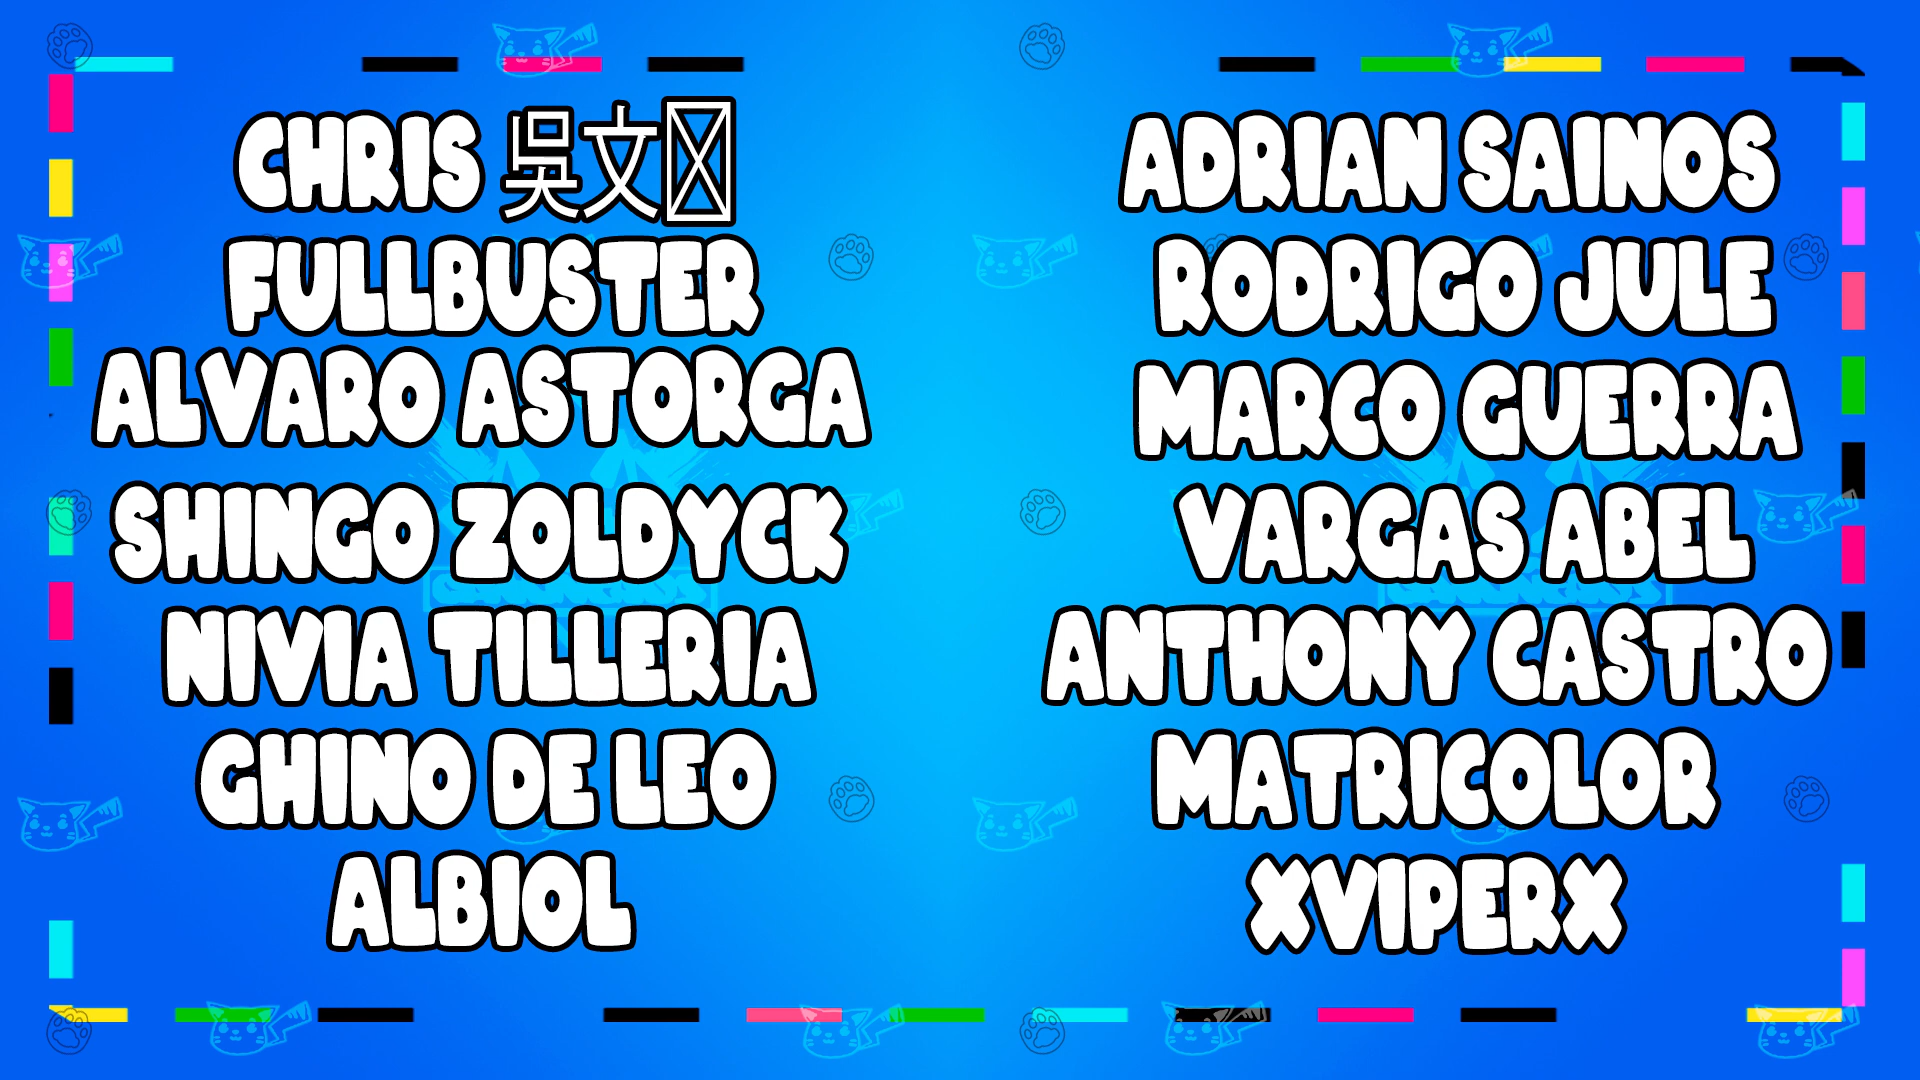 CHRIS 吳文
FULLBUSTER
ALVARO ASTORGA
SHINGO ZOLDYCK
NIVIA TILLERIA
GHINO DE LEO
ALBIOL
ADRIAN SAINOS
RODRIGO JULE
MARCO GUERRA
VARGAS ABEL
ANTHONY CASTRO
MATRICOLOR
XVIPERX